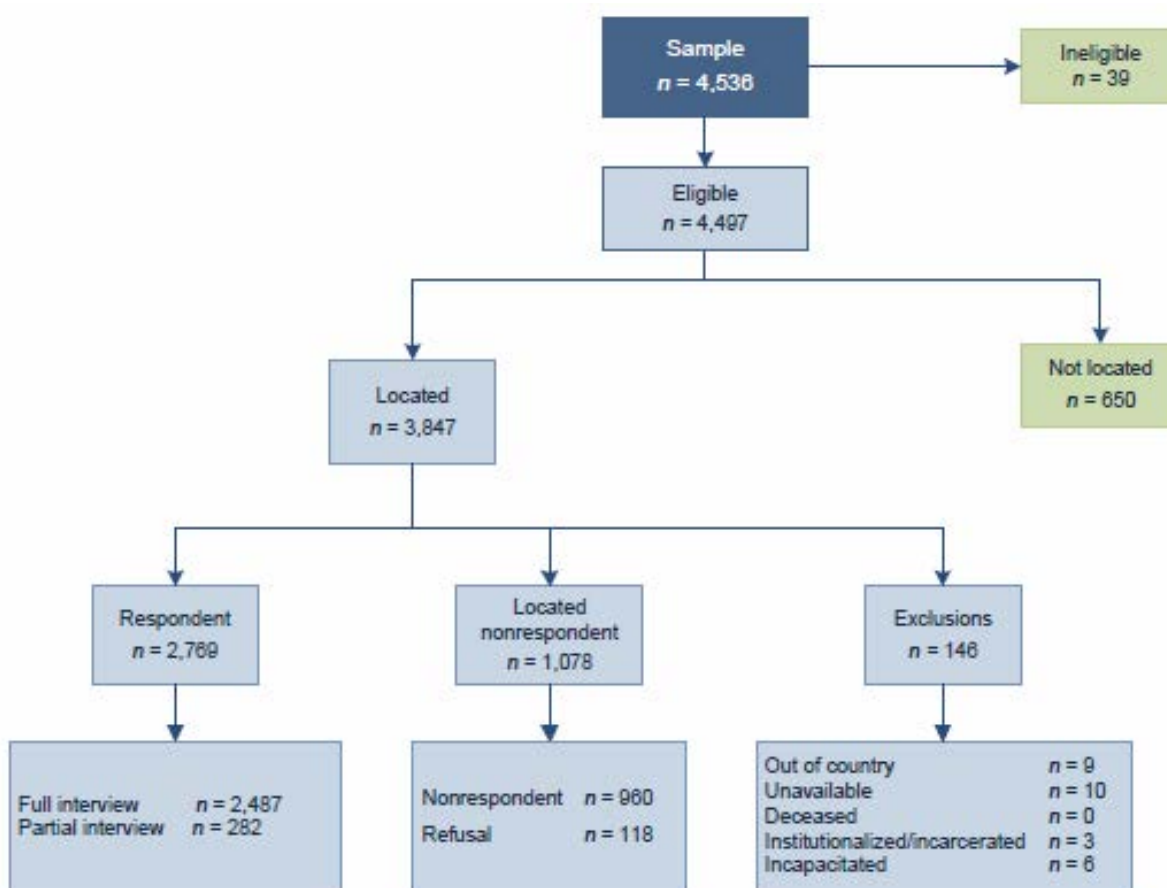 Sample
n = 4,536
Ineligible
n = 39
Eligible
n = 4,497
Not located
n = 650
Located
n = 3,847
Respondent
n = 2,769
Located
nonrespondent
n = 1,078
Exclusions
n = 146
Full interview n = 2,487
Partial interview n = 282
Nonrespondent n = 960
Refusal n = 118
Out of country n = 9
Unavailable n = 10
Deceased n = 0
Institutionalized/incarcerated n = 3
Incapacitated n = 6